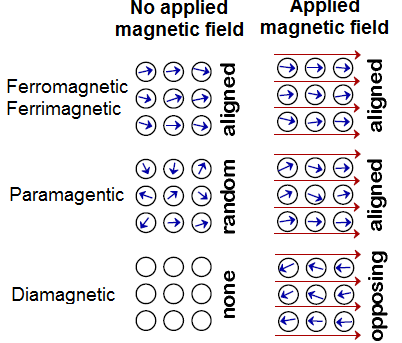 No applied
magnetic field
Applied
magnetic field
Ferromagnetic
Ferrimagnetic
aligned
aligned
Paramagentic
random
aligned
Diamagnetic
none
opposing